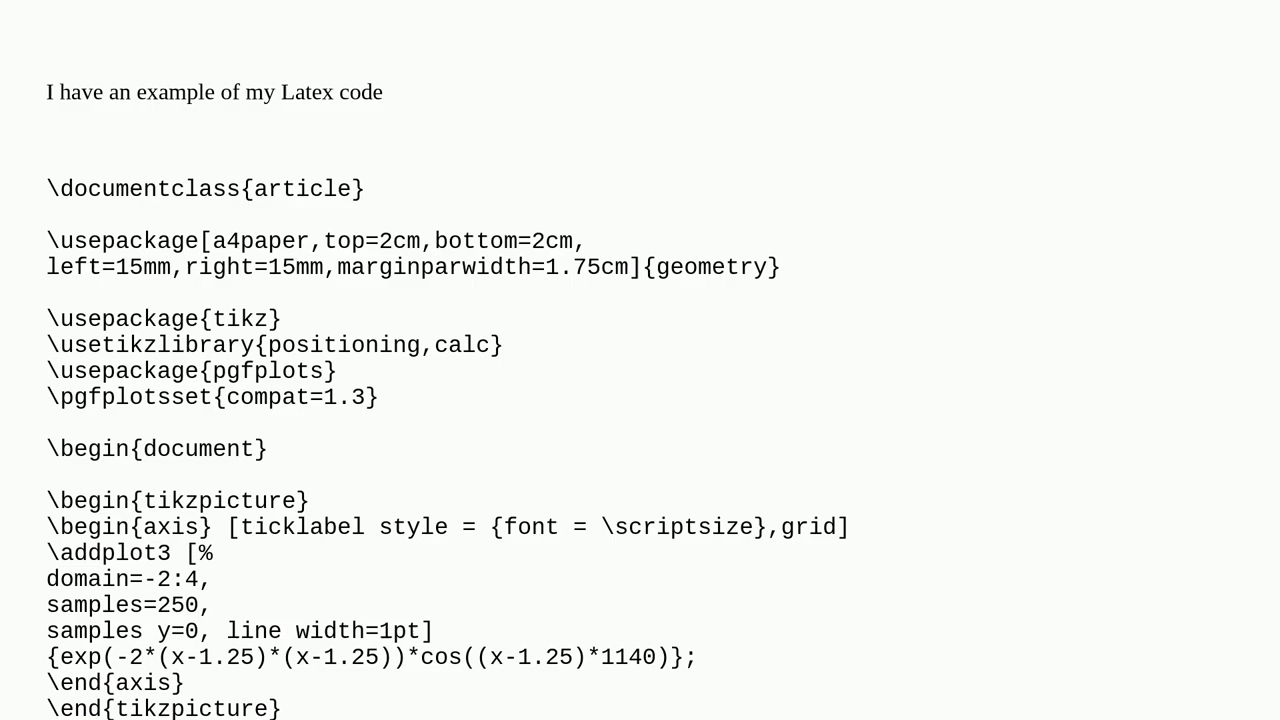 I have an example of my Latex code
\documentclass{article}
\usepackage[a4paper,top=2cm,bottom=2cm,
left=15mm,right=15mm,marginparwidth=1.75cm]{geometry}
\usepackage{tikz}
\usetikzlibrary{positioning,calc}
\usepackage{pgfplots}
\pgfplotsset{compat=1.3}
\begin{document}
\begin{tikzpicture}
\begin{axis} [ticklabel style = {font = \scriptsize},grid]
\addplot3 [%
domain=-2:4,
samples=250,
samples y=0, line width=1pt]
{exp(-2*(x-1.25)*(x-1.25))*cos((x-1.25)*1140)};
\end{axis}
\end{tikzpicture}